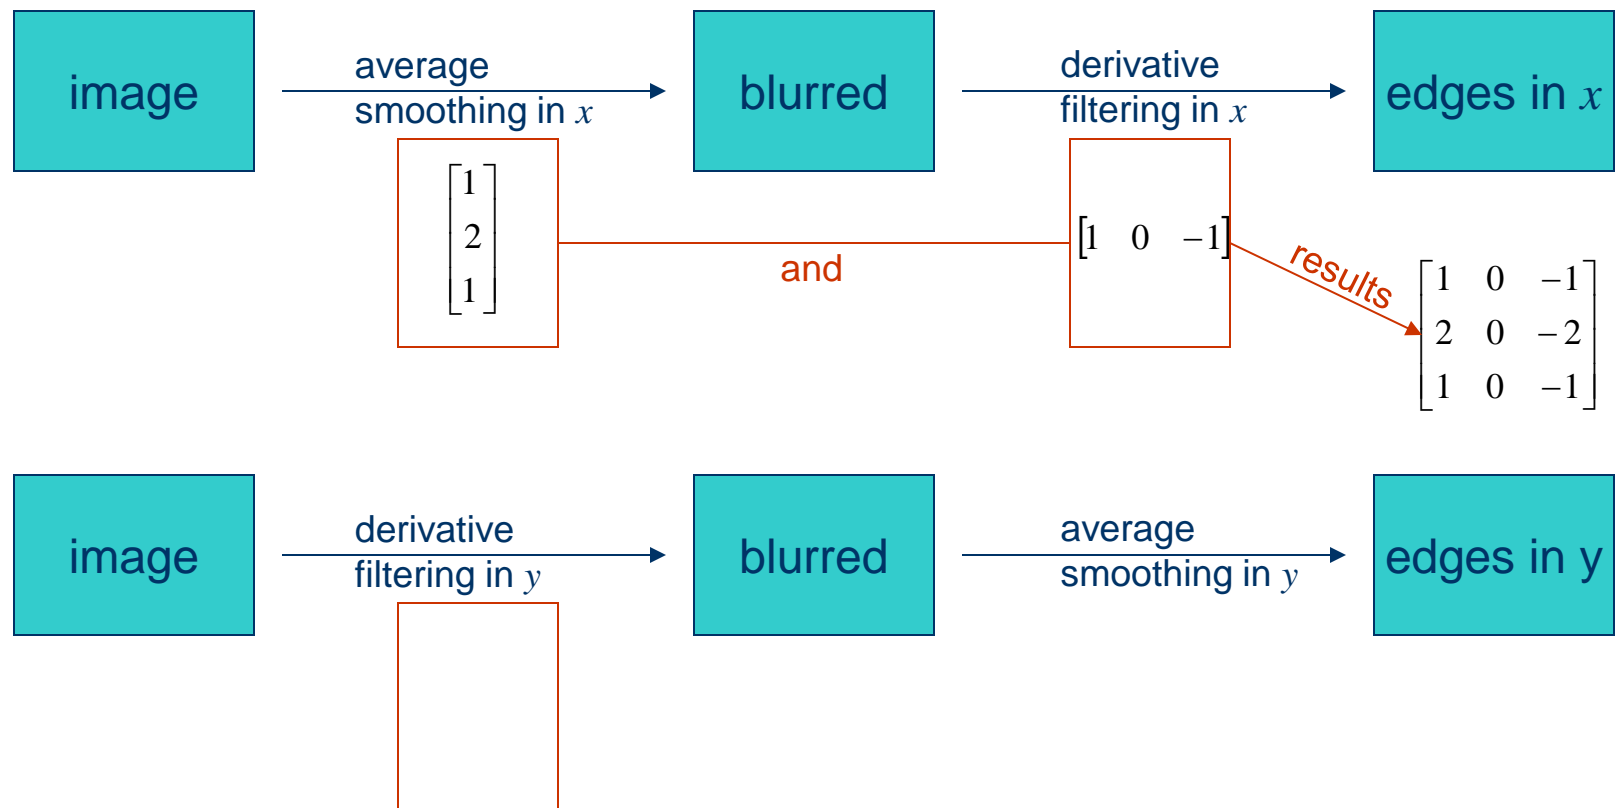 image
average
smoothing in x
blurred
derivative
filtering in x
edges in x
[1
2
1]
and
[1 0 −1]
results
[1 0 −1
2 0 −2
1 0 −1]
image
derivative
filtering in y
blurred
average
smoothing in y
edges in y